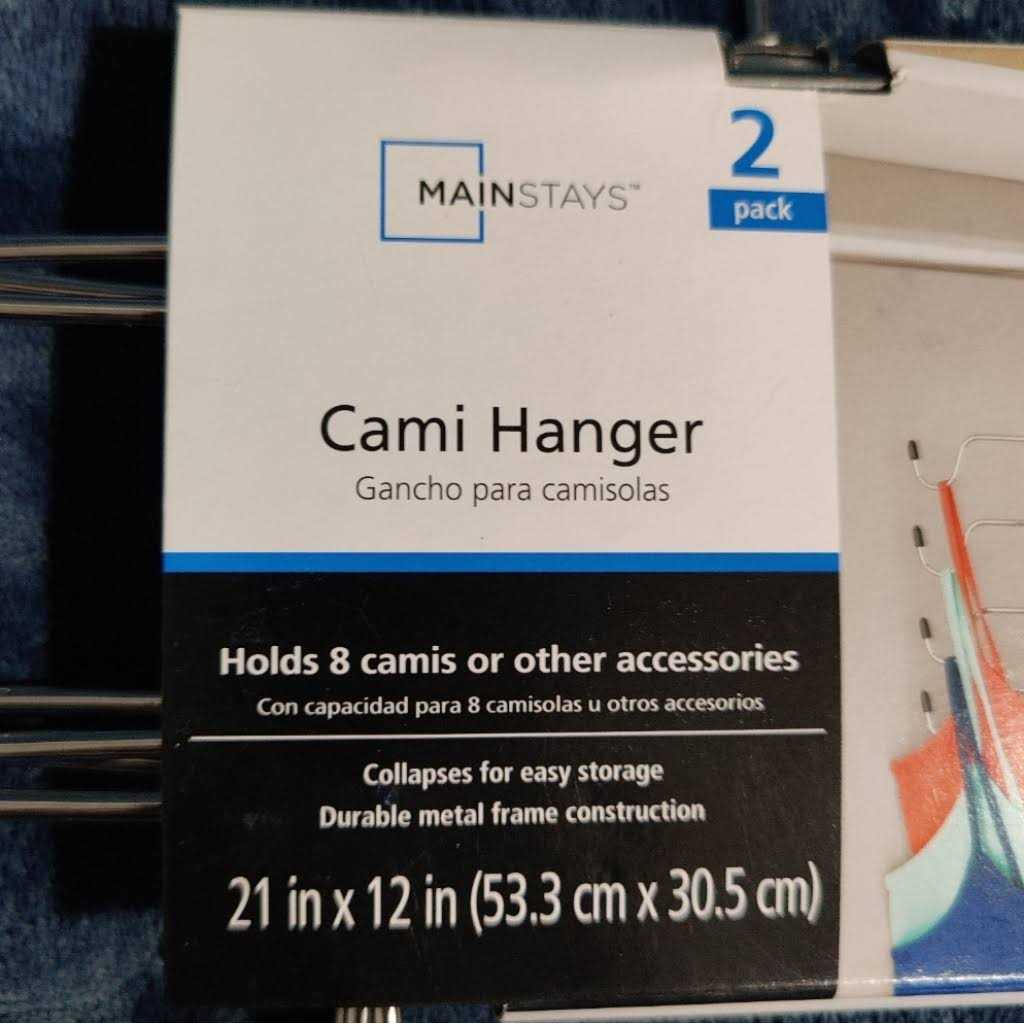 MAINSTAYS™
2
pack
Cami Hanger
Gancho para camisolas
Holds 8 camis or other accessories
Con capacidad para 8 camisolas u otros accesorios
Collapses for easy storage
Durable metal frame construction
21 in x 12 in (53.3 cm x 30.5 cm)